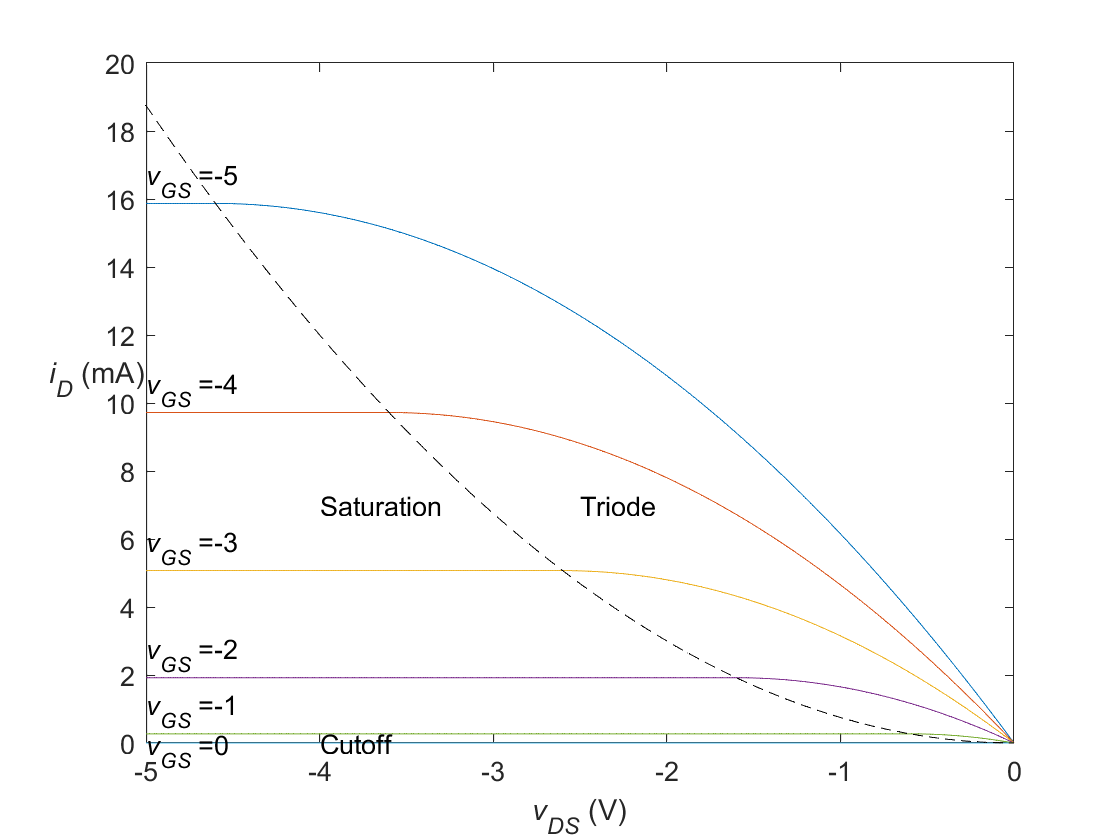 20
18
v_GS =-5
16
14
12
i_D (mA)
v_GS =-4
10
8
Saturation Triode
6
v_GS =-3
4
v_GS =-2
2
v_GS =-1
0
v_GS =0 Cutoff
-5 -4 -3 -2 -1 0
v_DS (V)